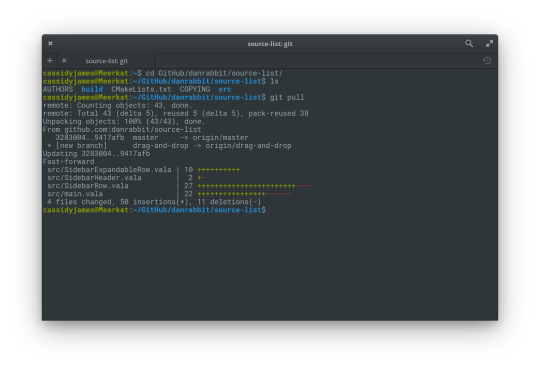 source-list: git
source-list: git
cassidyjames@Meerkat:~$ cd GitHub/danrabbit/source-list/
cassidyjames@Meerkat:~/GitHub/danrabbit/source-list$ ls
AUTHORS  build  CMakeLists.txt  COPYING  src
cassidyjames@Meerkat:~/GitHub/danrabbit/source-list$ git pull
remote: Counting objects: 43, done.
remote: Total 43 (delta 5), reused 5 (delta 5), pack-reused 38
Unpacking objects: 100% (43/43), done.
From github.com:danrabbit/source-list
   3283004..9417afb  master     -> origin/master
 * [new branch]      drag-and-drop -> origin/drag-and-drop
Updating 3283004..9417afb
Fast-forward
 src/SidebarExpandableRow.vala | 10 ++++++++++
 src/SidebarHeader.vala        |  2 +-
 src/SidebarRow.vala           | 27 +++++++++++++++++++++++----
 src/main.vala                 | 22 ++++++++++++++++------
 4 files changed, 50 insertions(+), 11 deletions(-)
cassidyjames@Meerkat:~/GitHub/danrabbit/source-list$